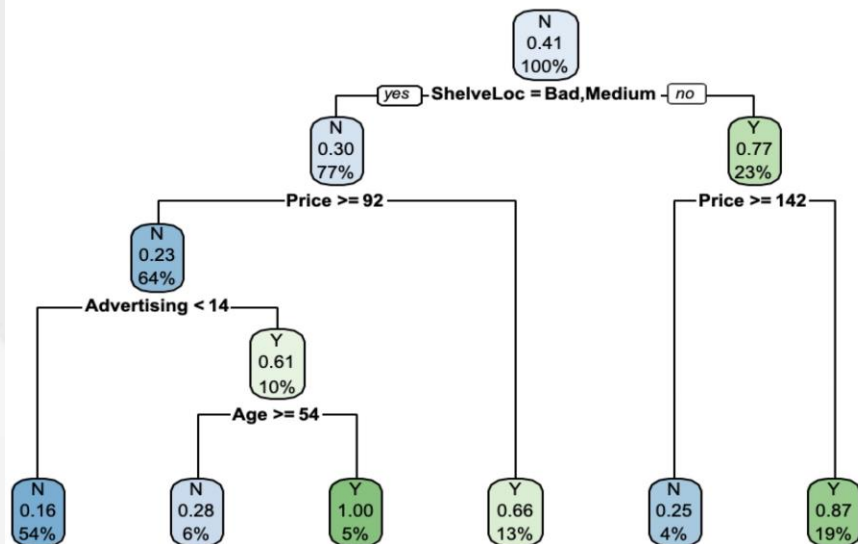 N
0.41
100%
yes ShelveLoc = Bad,Medium no
N
0.30
77%
Y
0.77
23%
Price >= 92
Price >= 142
N
0.23
64%
Advertising < 14
Y
0.61
10%
Age >= 54
N
0.16
54%
N
0.28
6%
Y
1.00
5%
Y
0.66
13%
N
0.25
4%
Y
0.87
19%